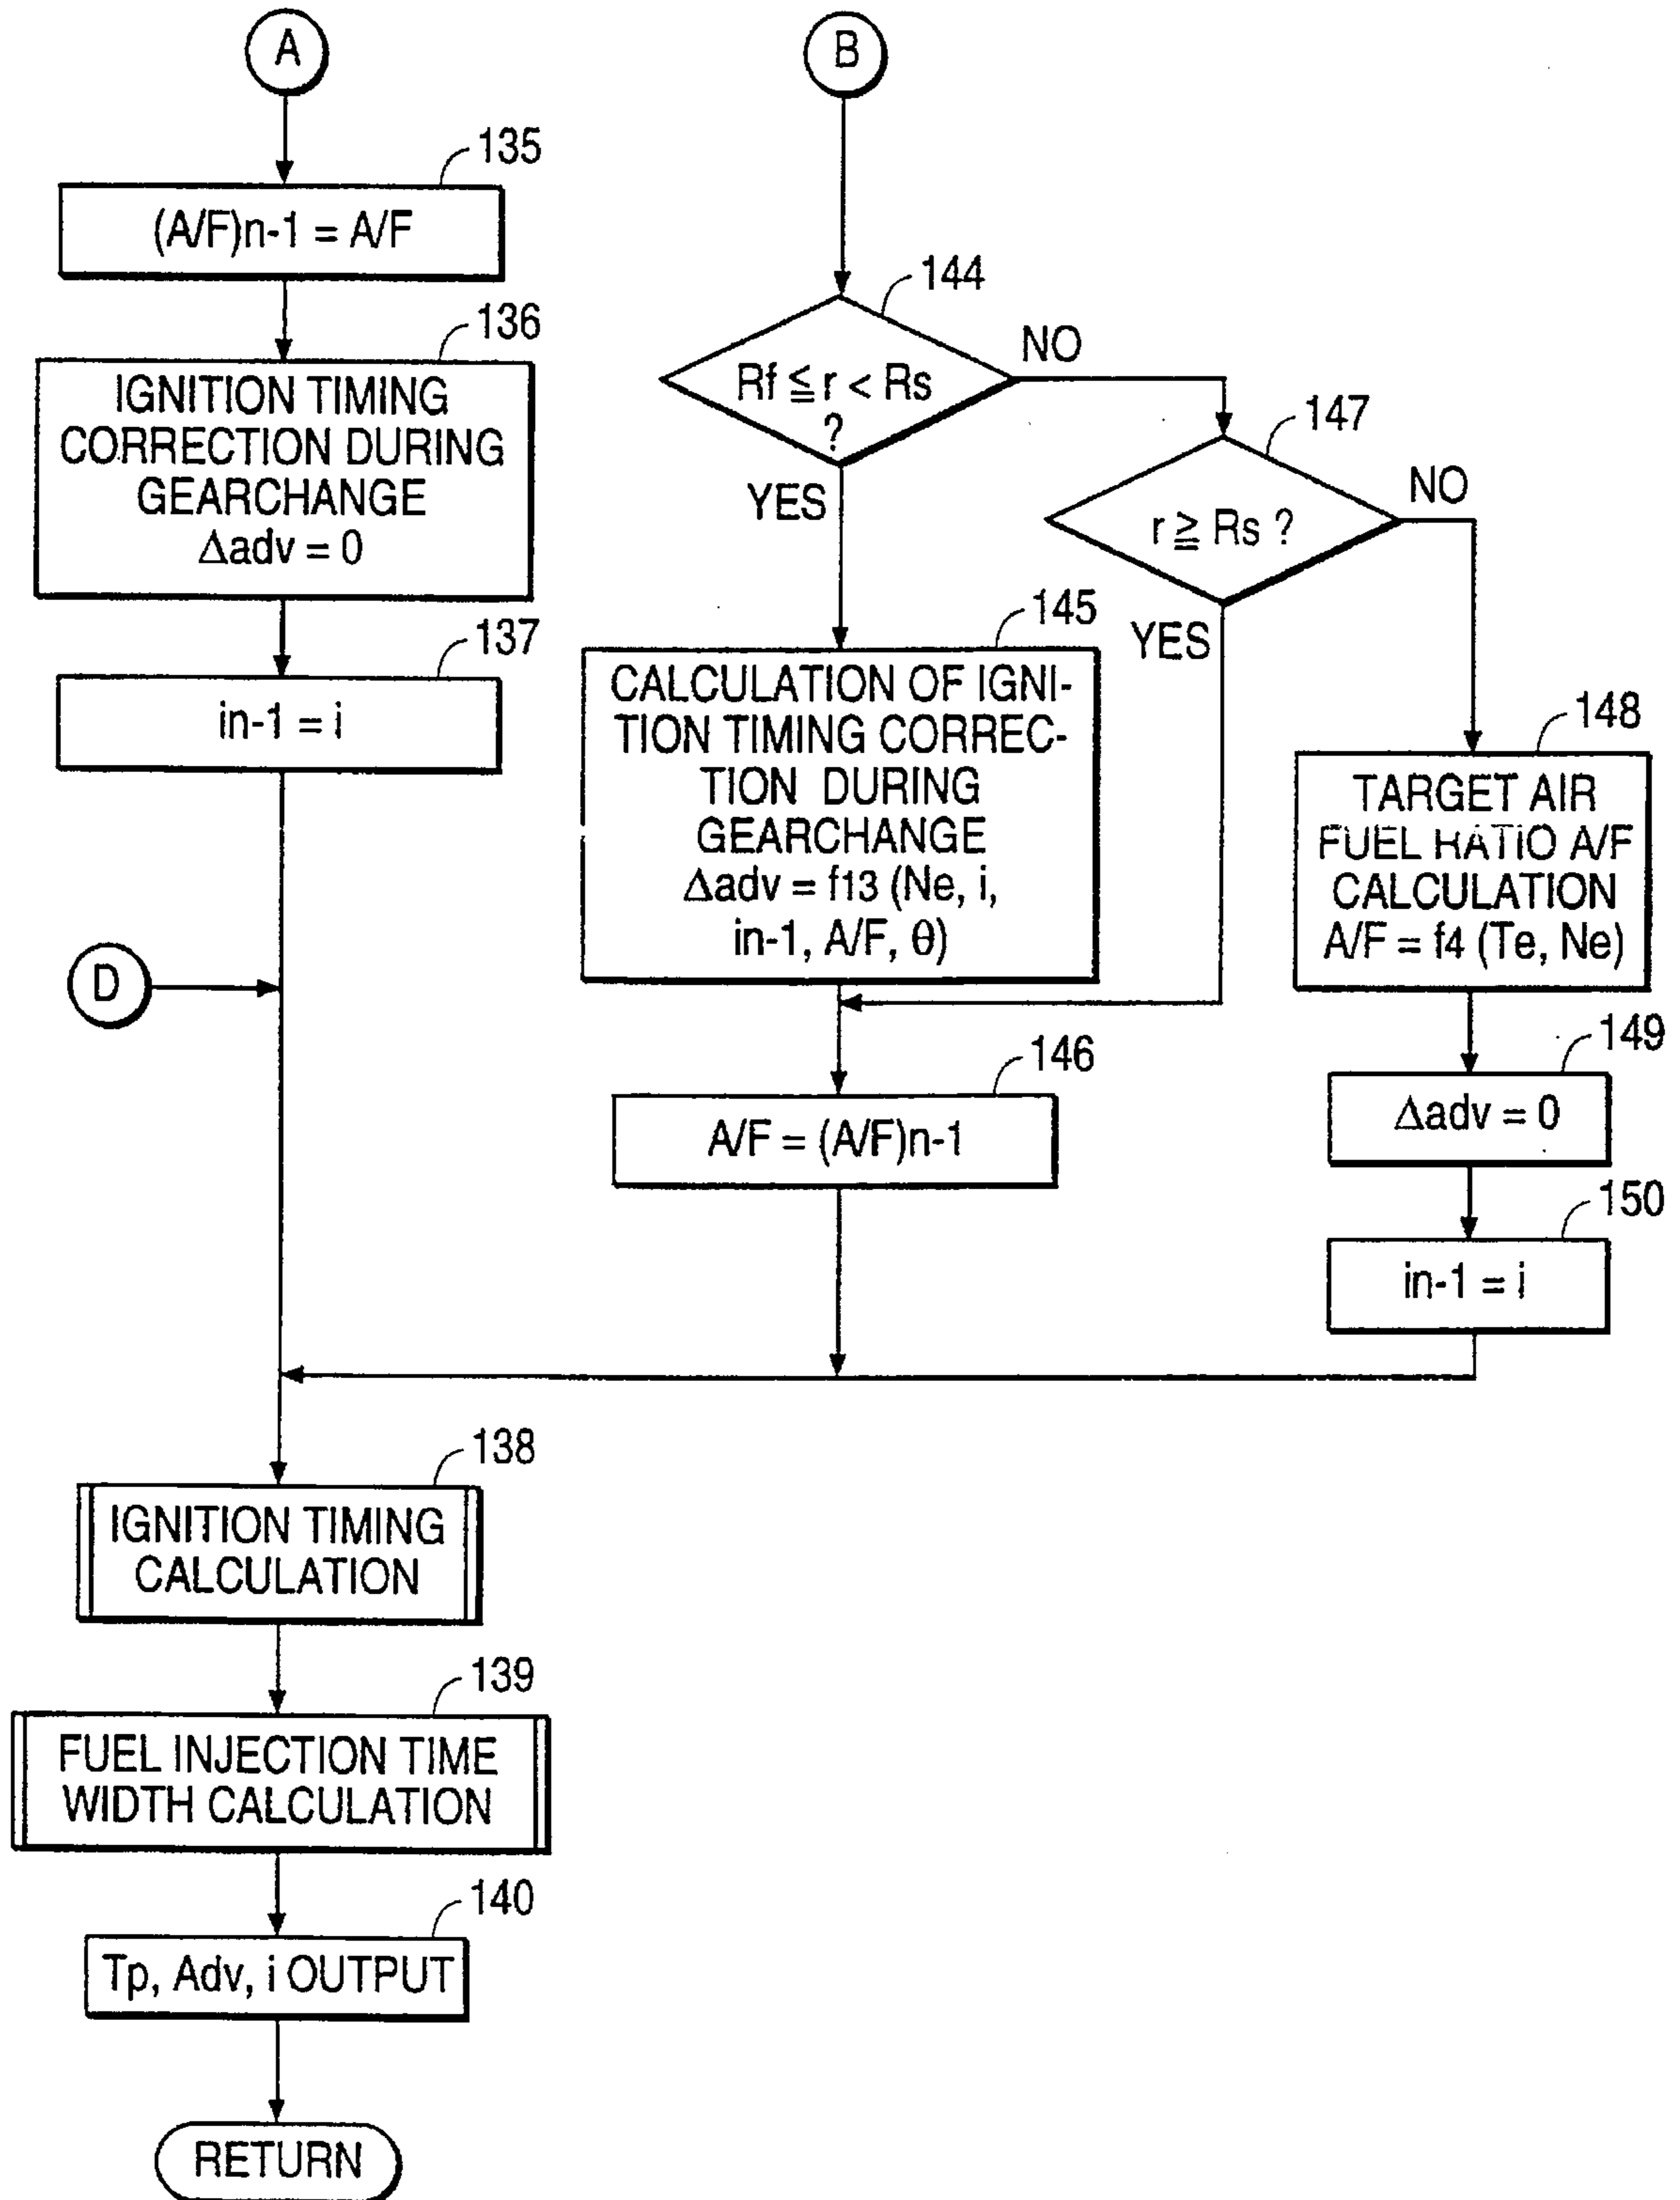 A
135
(A/F)n-1 = A/F
136
IGNITION TIMING
CORRECTION DURING
GEARCHANGE
Δadv = 0
137
in-1 = i
D
B
144
Rf ≦ r < Rs
?
NO
YES
147
r ≧ Rs ?
NO
YES
145
CALCULATION OF IGNI-
TION TIMING CORREC-
TION DURING
GEARCHANGE
Δadv = f13 (Ne, i,
in-1, A/F, θ)
146
A/F = (A/F)n-1
148
TARGET AIR
FUEL RATIO A/F
CALCULATION
A/F = f4 (Te, Ne)
149
Δadv = 0
150
in-1 = i
138
IGNITION TIMING
CALCULATION
139
FUEL INJECTION TIME
WIDTH CALCULATION
140
Tp, Adv, i OUTPUT
RETURN